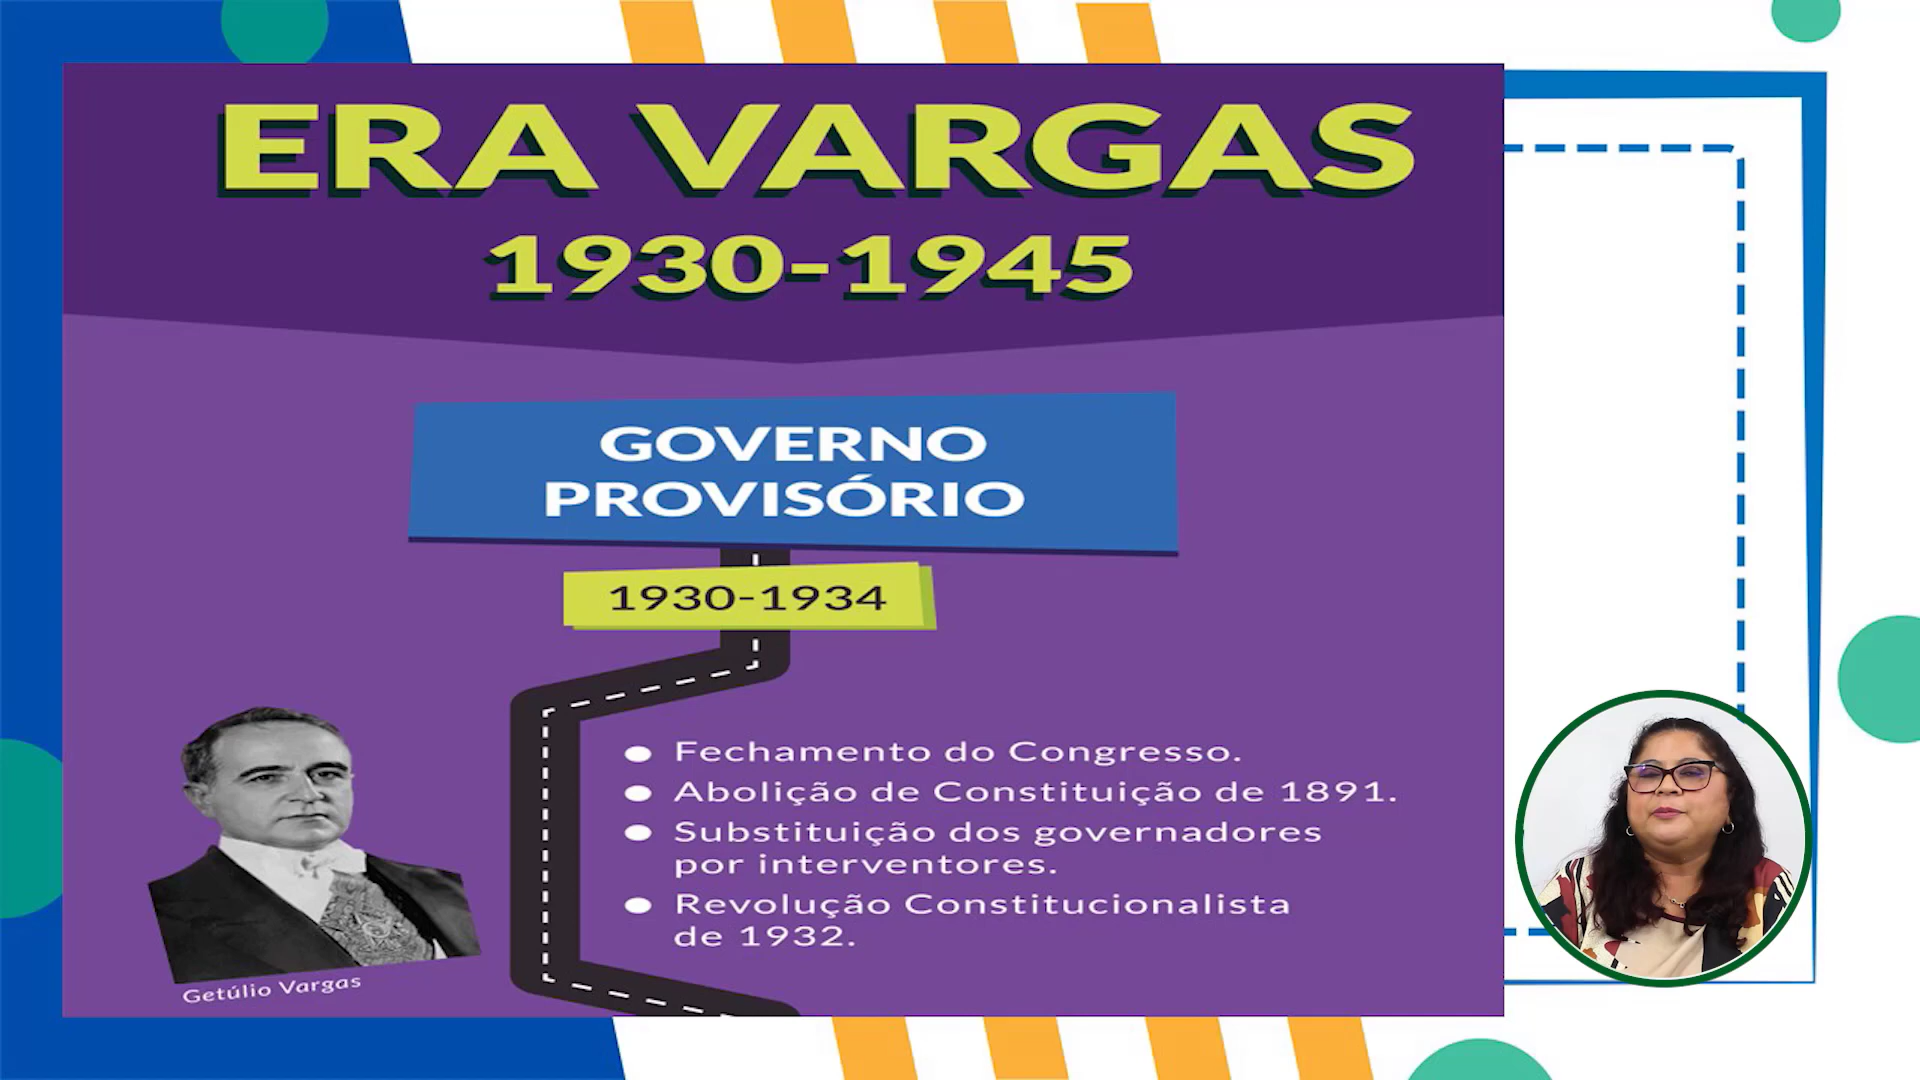 ERA VARGAS
1930-1945
GOVERNO
PROVISÓRIO
1930-1934
● Fechamento do Congresso.
● Abolição de Constituição de 1891.
● Substituição dos governadores
por interventores.
● Revolução Constitucionalista
de 1932.
Getúlio Vargas